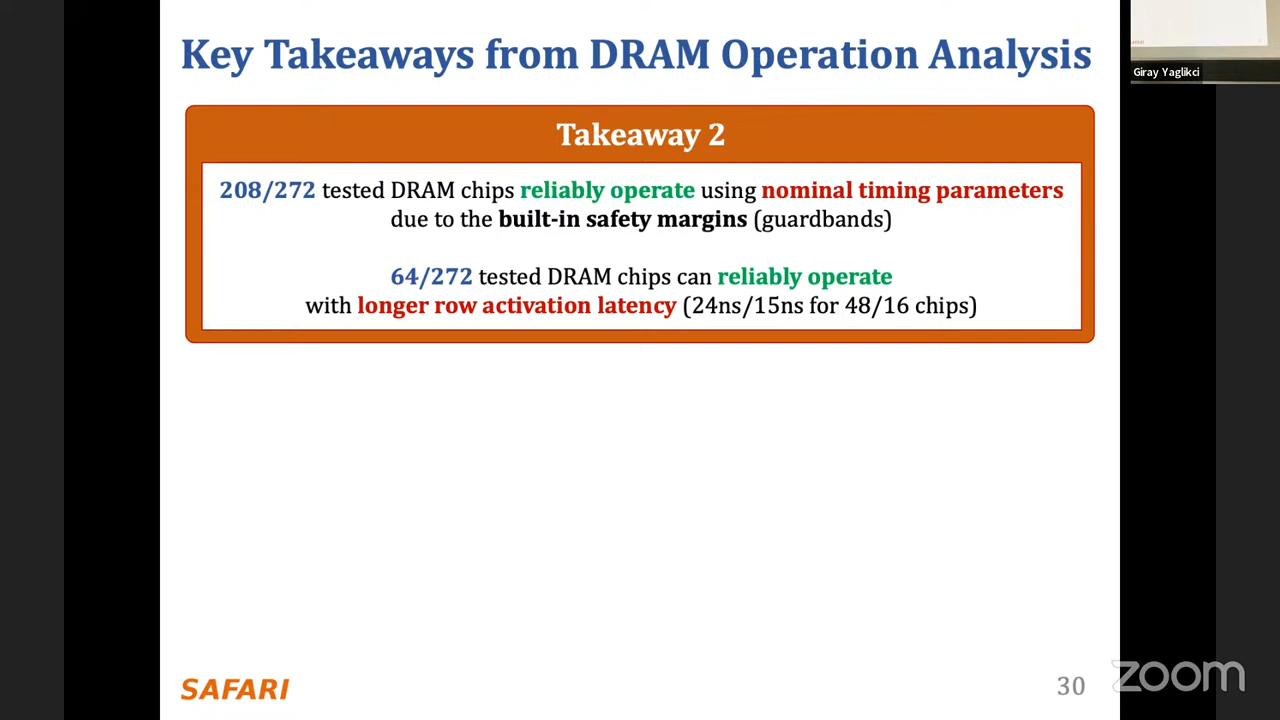 Key Takeaways from DRAM Operation Analysis
Giray Yaglikci
Takeaway 2
208/272 tested DRAM chips reliably operate using nominal timing parameters
due to the built-in safety margins (guardbands)
64/272 tested DRAM chips can reliably operate
with longer row activation latency (24ns/15ns for 48/16 chips)
SAFARI
30
zoom